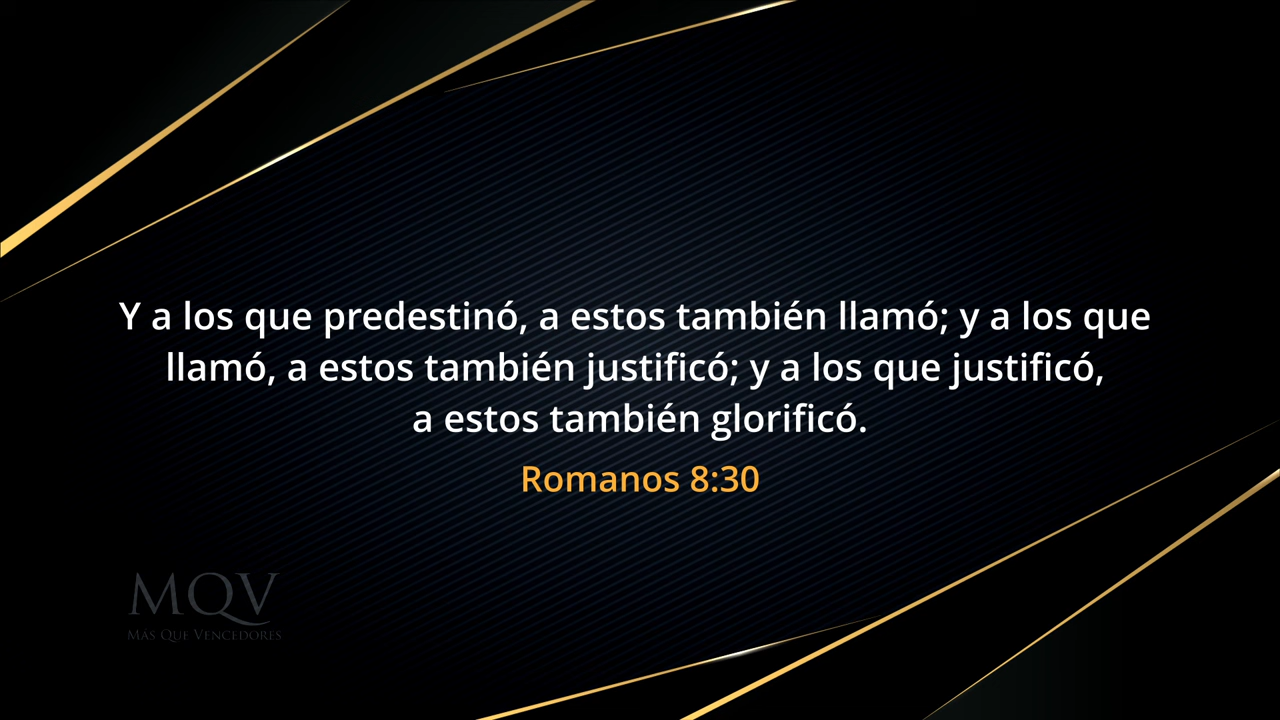 Y a los que predestinó, a estos también llamó; y a los que
llamó, a estos también justificó; y a los que justificó,
a estos también glorificó.
Romanos 8:30
MQV
MÁS QUE VENCEDORES